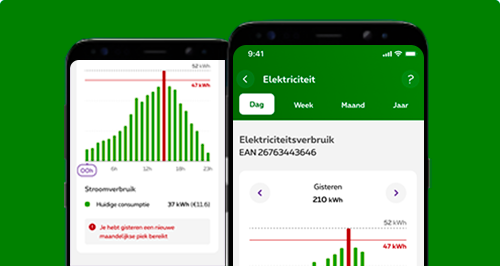 52 kWh
47 kWh
00h
6h
12h
18h
23h
Stroomverbruik
Huidige consumptie 37 kWh (€11.6)
Je hebt gisteren een nieuwe
maandelijkse piek bereikt
9:41
Elektriciteit
?
Dag Week Maand Jaar
Elektriciteitsverbruik
EAN 26763443646
Gisteren
210 kWh
52 kWh
47 kWh